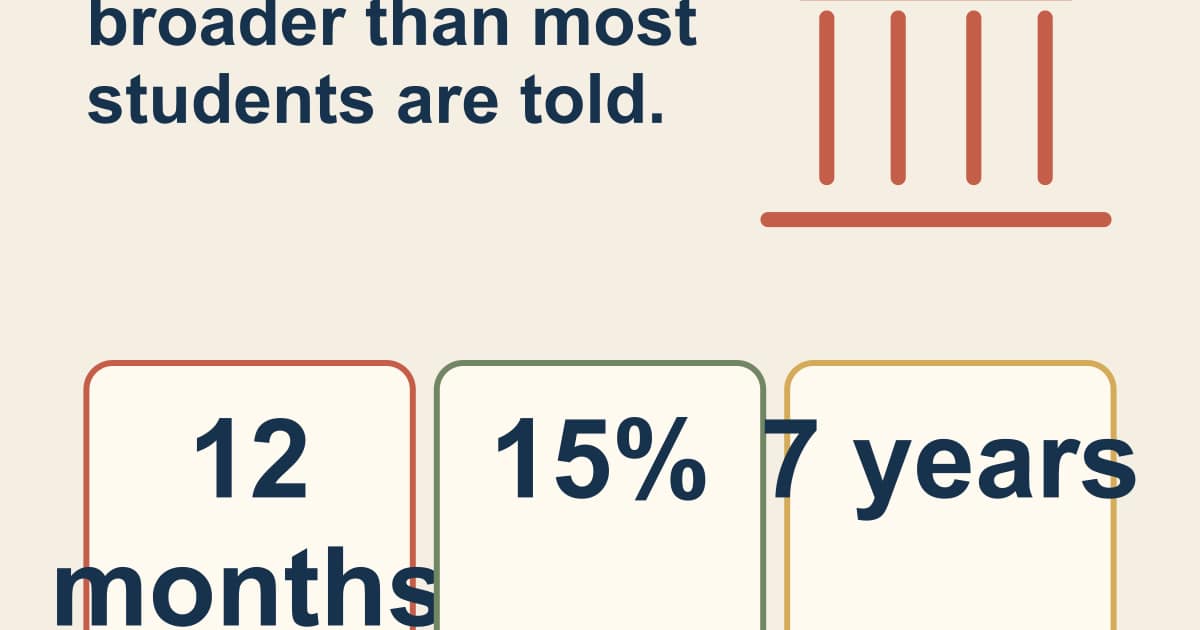 broader than most
students are told.
12
months
15%
7 years